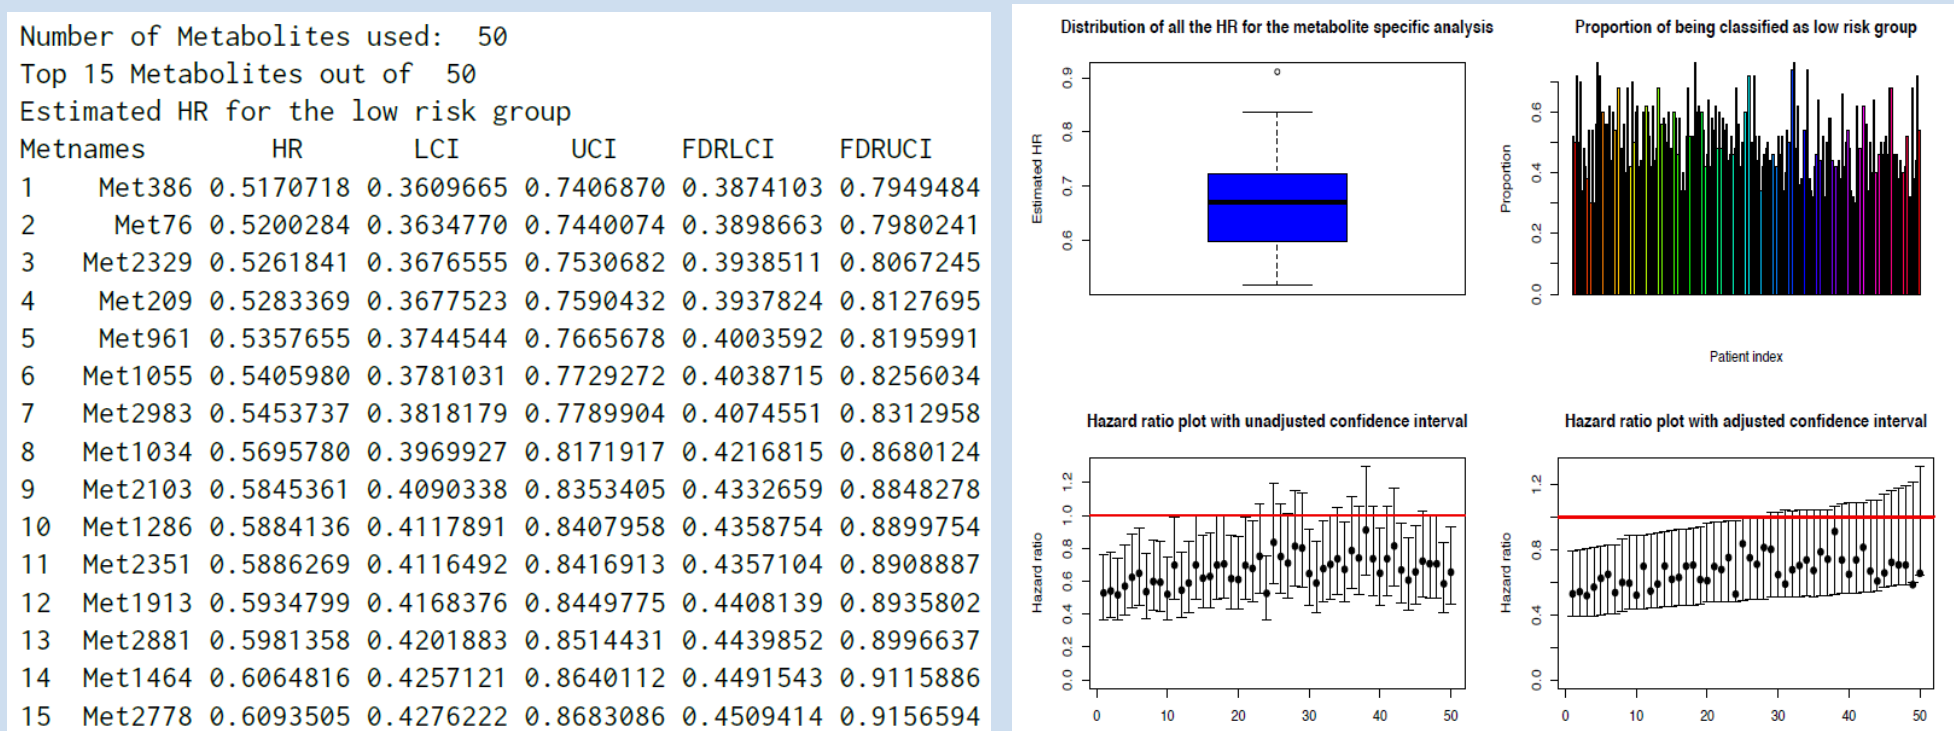 Number of Metabolites used:  50
Top 15 Metabolites out of  50
Estimated HR for the low risk group
Metnames HR LCI UCI FDRLCI FDRUCI
1 Met386 0.5170718 0.3609665 0.7406870 0.3874103 0.7949484
2 Met76 0.5200284 0.3634770 0.7440074 0.3898663 0.7980241
3 Met2329 0.5261841 0.3676555 0.7530682 0.3938511 0.8067245
4 Met209 0.5283369 0.3677523 0.7590432 0.3937824 0.8127695
5 Met961 0.5357655 0.3744544 0.7665678 0.4003592 0.8195991
6 Met1055 0.5405980 0.3781031 0.7729272 0.4038715 0.8256034
7 Met2983 0.5453737 0.3818179 0.7789904 0.4074551 0.8312958
8 Met1034 0.5695780 0.3969927 0.8171917 0.4216815 0.8680124
9 Met2103 0.5845361 0.4090338 0.8353405 0.4332659 0.8848278
10 Met1286 0.5884136 0.4117891 0.8407958 0.4358754 0.8899754
11 Met2351 0.5886269 0.4116492 0.8416913 0.4357104 0.8908887
12 Met1913 0.5934799 0.4168376 0.8449775 0.4408139 0.8935802
13 Met2881 0.5981358 0.4201883 0.8514431 0.4439852 0.8996637
14 Met1464 0.6064816 0.4257121 0.8640112 0.4491543 0.9115886
15 Met2778 0.6093505 0.4276222 0.8683086 0.4509414 0.9156594
Distribution of all the HR for the metabolite specific analysis
Estimated HR
0.9
0.8
0.7
0.6
Proportion of being classified as low risk group
Proportion
0.6
0.4
0.2
0.0
Patient index
Hazard ratio plot with unadjusted confidence interval
Hazard ratio
1.2
1.0
0.8
0.6
0.4
0.2
0.0
0 10 20 30 40 50
Hazard ratio plot with adjusted confidence interval
Hazard ratio
1.2
0.8
0.4
0.0
0 10 20 30 40 50